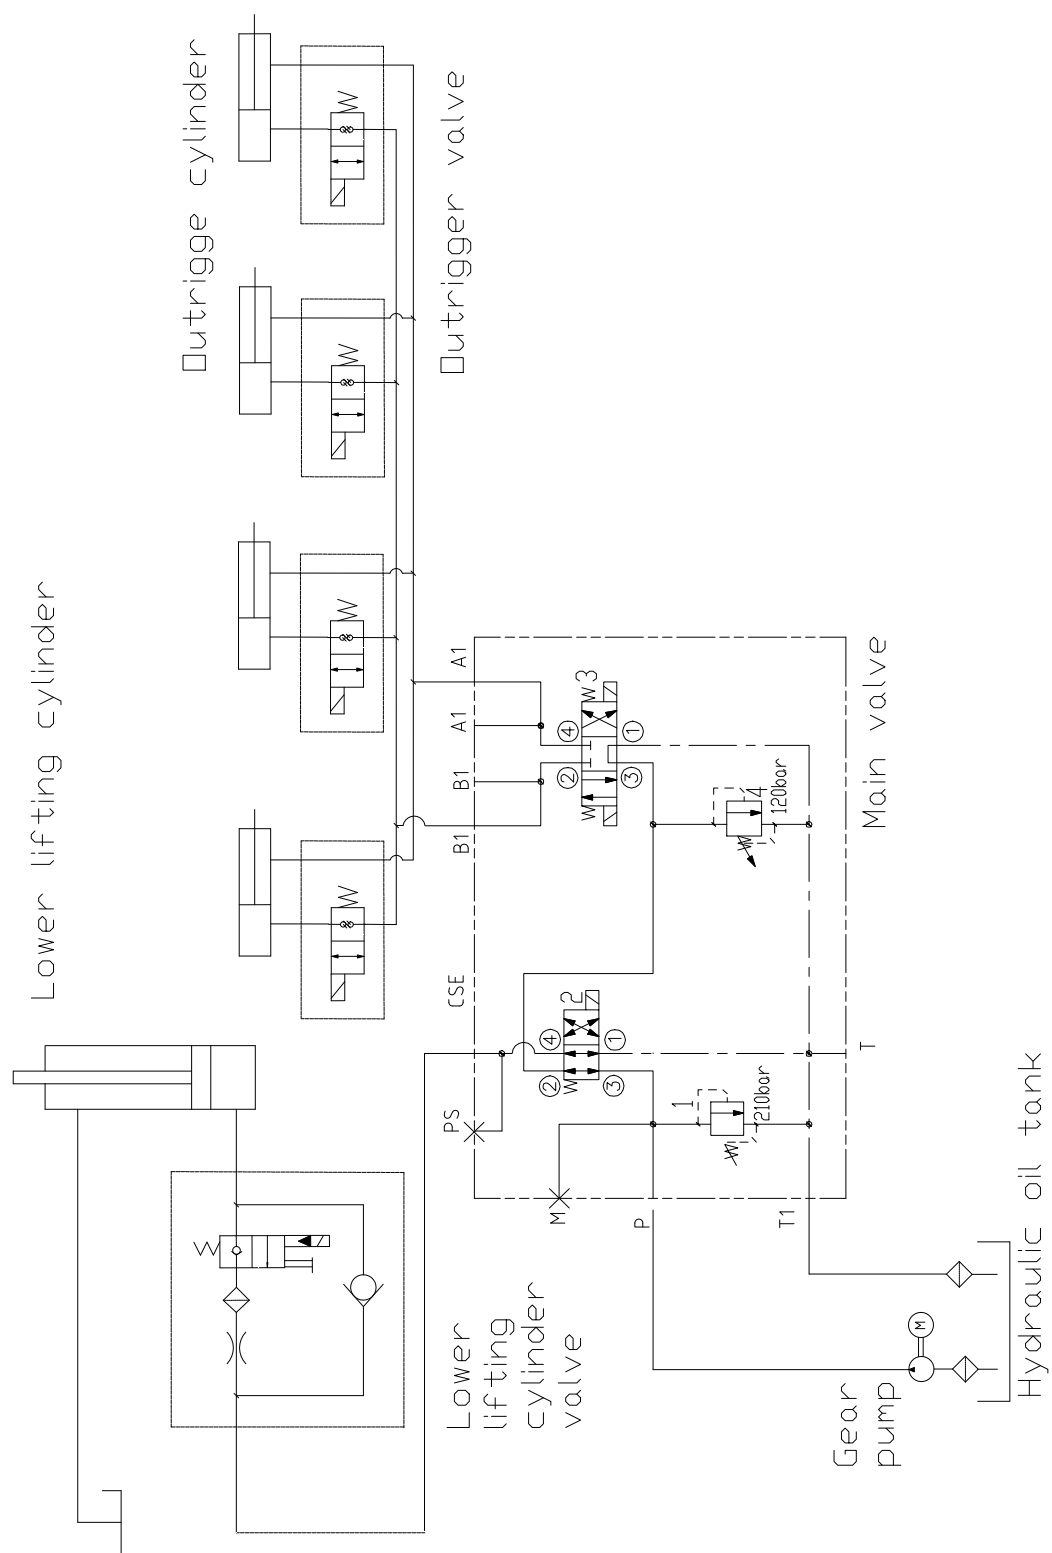 Lower lifting cylinder
Outrigge cylinder
Outrigger valve
Lower
lifting
cylinder
valve
PS
CSE
B1
B1
A1
A1
M
P
T1
T
1
210bar
2
②
④
③
①
3
②
④
③
①
4
120bar
Main valve
Gear
pump
M
Hydraulic oil tank